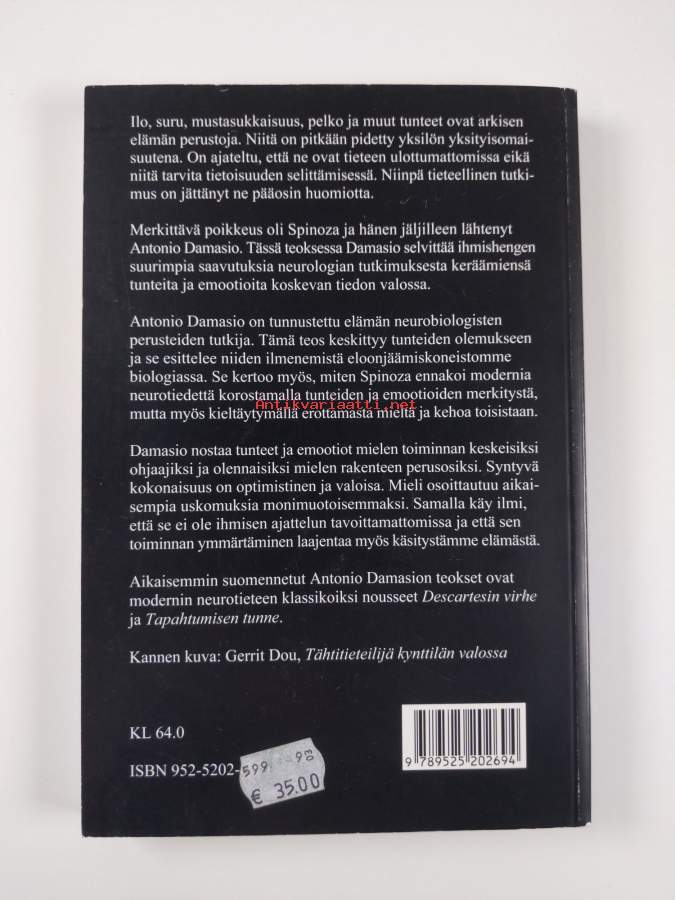 Ilo, suru, mustasukkaisuus, pelko ja muut tunteet ovat arkisen
elämän perustoja. Niitä on pitkään pidetty yksilön yksityisomai-
suutena. On ajateltu, että ne ovat tieteen ulottumattomissa eikä
niitä tarvita tietoisuuden selittämisessä. Niinpä tieteellinen tutki-
mus on jättänyt ne pääosin huomiotta.
Merkittävä poikkeus oli Spinoza ja hänen jäljilleen lähtenyt
Antonio Damasio. Tässä teoksessa Damasio selvittää ihmishengen
suurimpia saavutuksia neurologian tutkimuksesta keräämiensä
tunteita ja emootioita koskevan tiedon valossa.
Antonio Damasio on tunnustettu elämän neurobiologisten
perusteiden tutkija. Tämä teos keskittyy tunteiden olemukseen
ja se esittelee niiden ilmenemistä eloonjäämiskoneistomme
biologiassa. Se kertoo myös, miten Spinoza ennakoi modernia
neurotiedettä korostamalla tunteiden ja emootioiden merkitystä,
Antikvariaatti.net
mutta myös kieltäytymällä erottamasta mieltä ja kehoa toisistaan.
Damasio nostaa tunteet ja emootiot mielen toiminnan keskeisiksi
ohjaajiksi ja olennaisiksi mielen rakenteen perusosiksi. Syntyvä
kokonaisuus on optimistinen ja valoisa. Mieli osoittautuu aikai-
sempia uskomuksia monimuotoisemmaksi. Samalla käy ilmi,
että se ei ole ihmisen ajattelun tavoittamattomissa ja että sen
toiminnan ymmärtäminen laajentaa myös käsitystämme elämästä.
Aikaisemmin suomennetut Antonio Damasion teokset ovat
modernin neurotieteen klassikoiksi nousseet Descartesin virhe
ja Tapahtumisen tunne.
Kannen kuva: Gerrit Dou, Tähtitieteilijä kynttilän valossa
KL 64.0
ISBN 952-5202-
599
€ 35.00
9 789525 202694